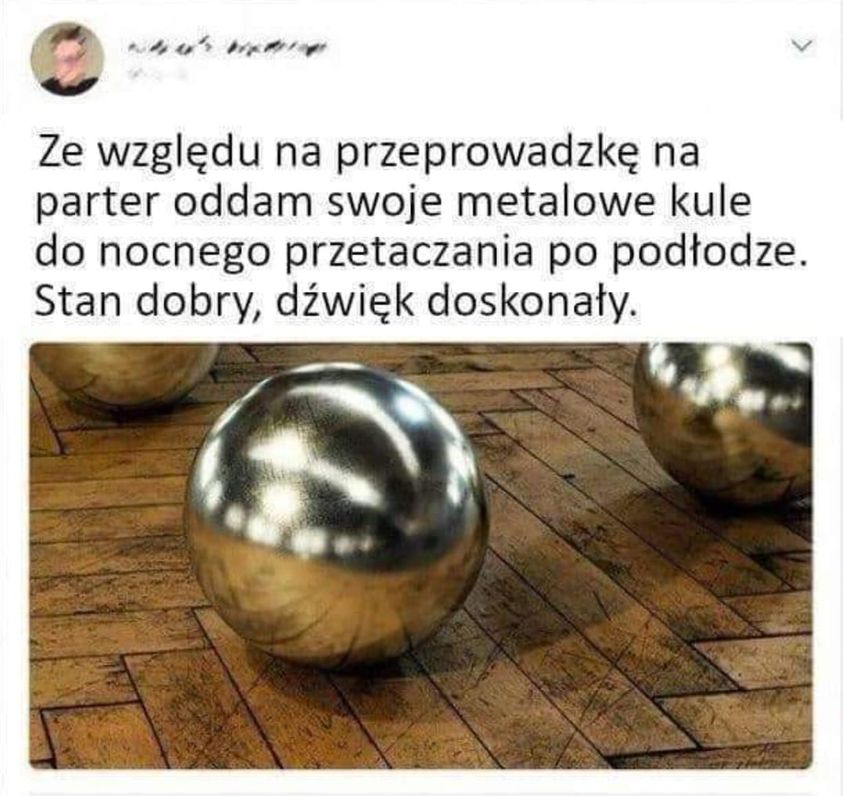 Ze względu na przeprowadzkę na
parter oddam swoje metalowe kule
do nocnego przetaczania po podłodze.
Stan dobry, dźwięk doskonały.